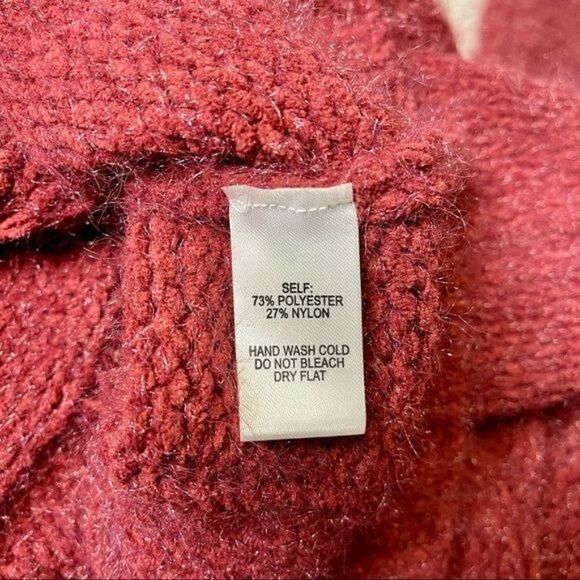 SELF:
73% POLYESTER
27% NYLON
HAND WASH COLD
DO NOT BLEACH
DRY FLAT